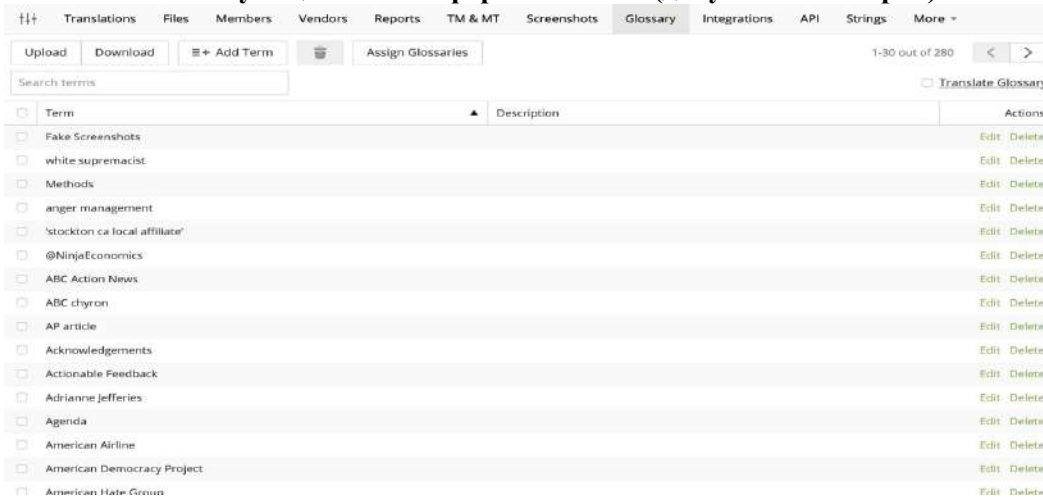 Translations Files Members Vendors Reports TM & MT Screenshots Glossary Integrations API Strings More
Upload Download Add Term Assign Glossaries 1-30 out of 280
Search terms Translate Glossary
Term Description Actions
Fake Screenshots Edit Delete
white supremacist Edit Delete
Methods Edit Delete
anger management Edit Delete
'stockton ca local affiliate' Edit Delete
@NinjaEconomics Edit Delete
ABC Action News Edit Delete
ABC chyron Edit Delete
AP article Edit Delete
Acknowledgements Edit Delete
Actionable Feedback Edit Delete
Adrianne Jefferies Edit Delete
Agenda Edit Delete
American Airline Edit Delete
American Democracy Project Edit Delete
American Hate Group Edit Delete